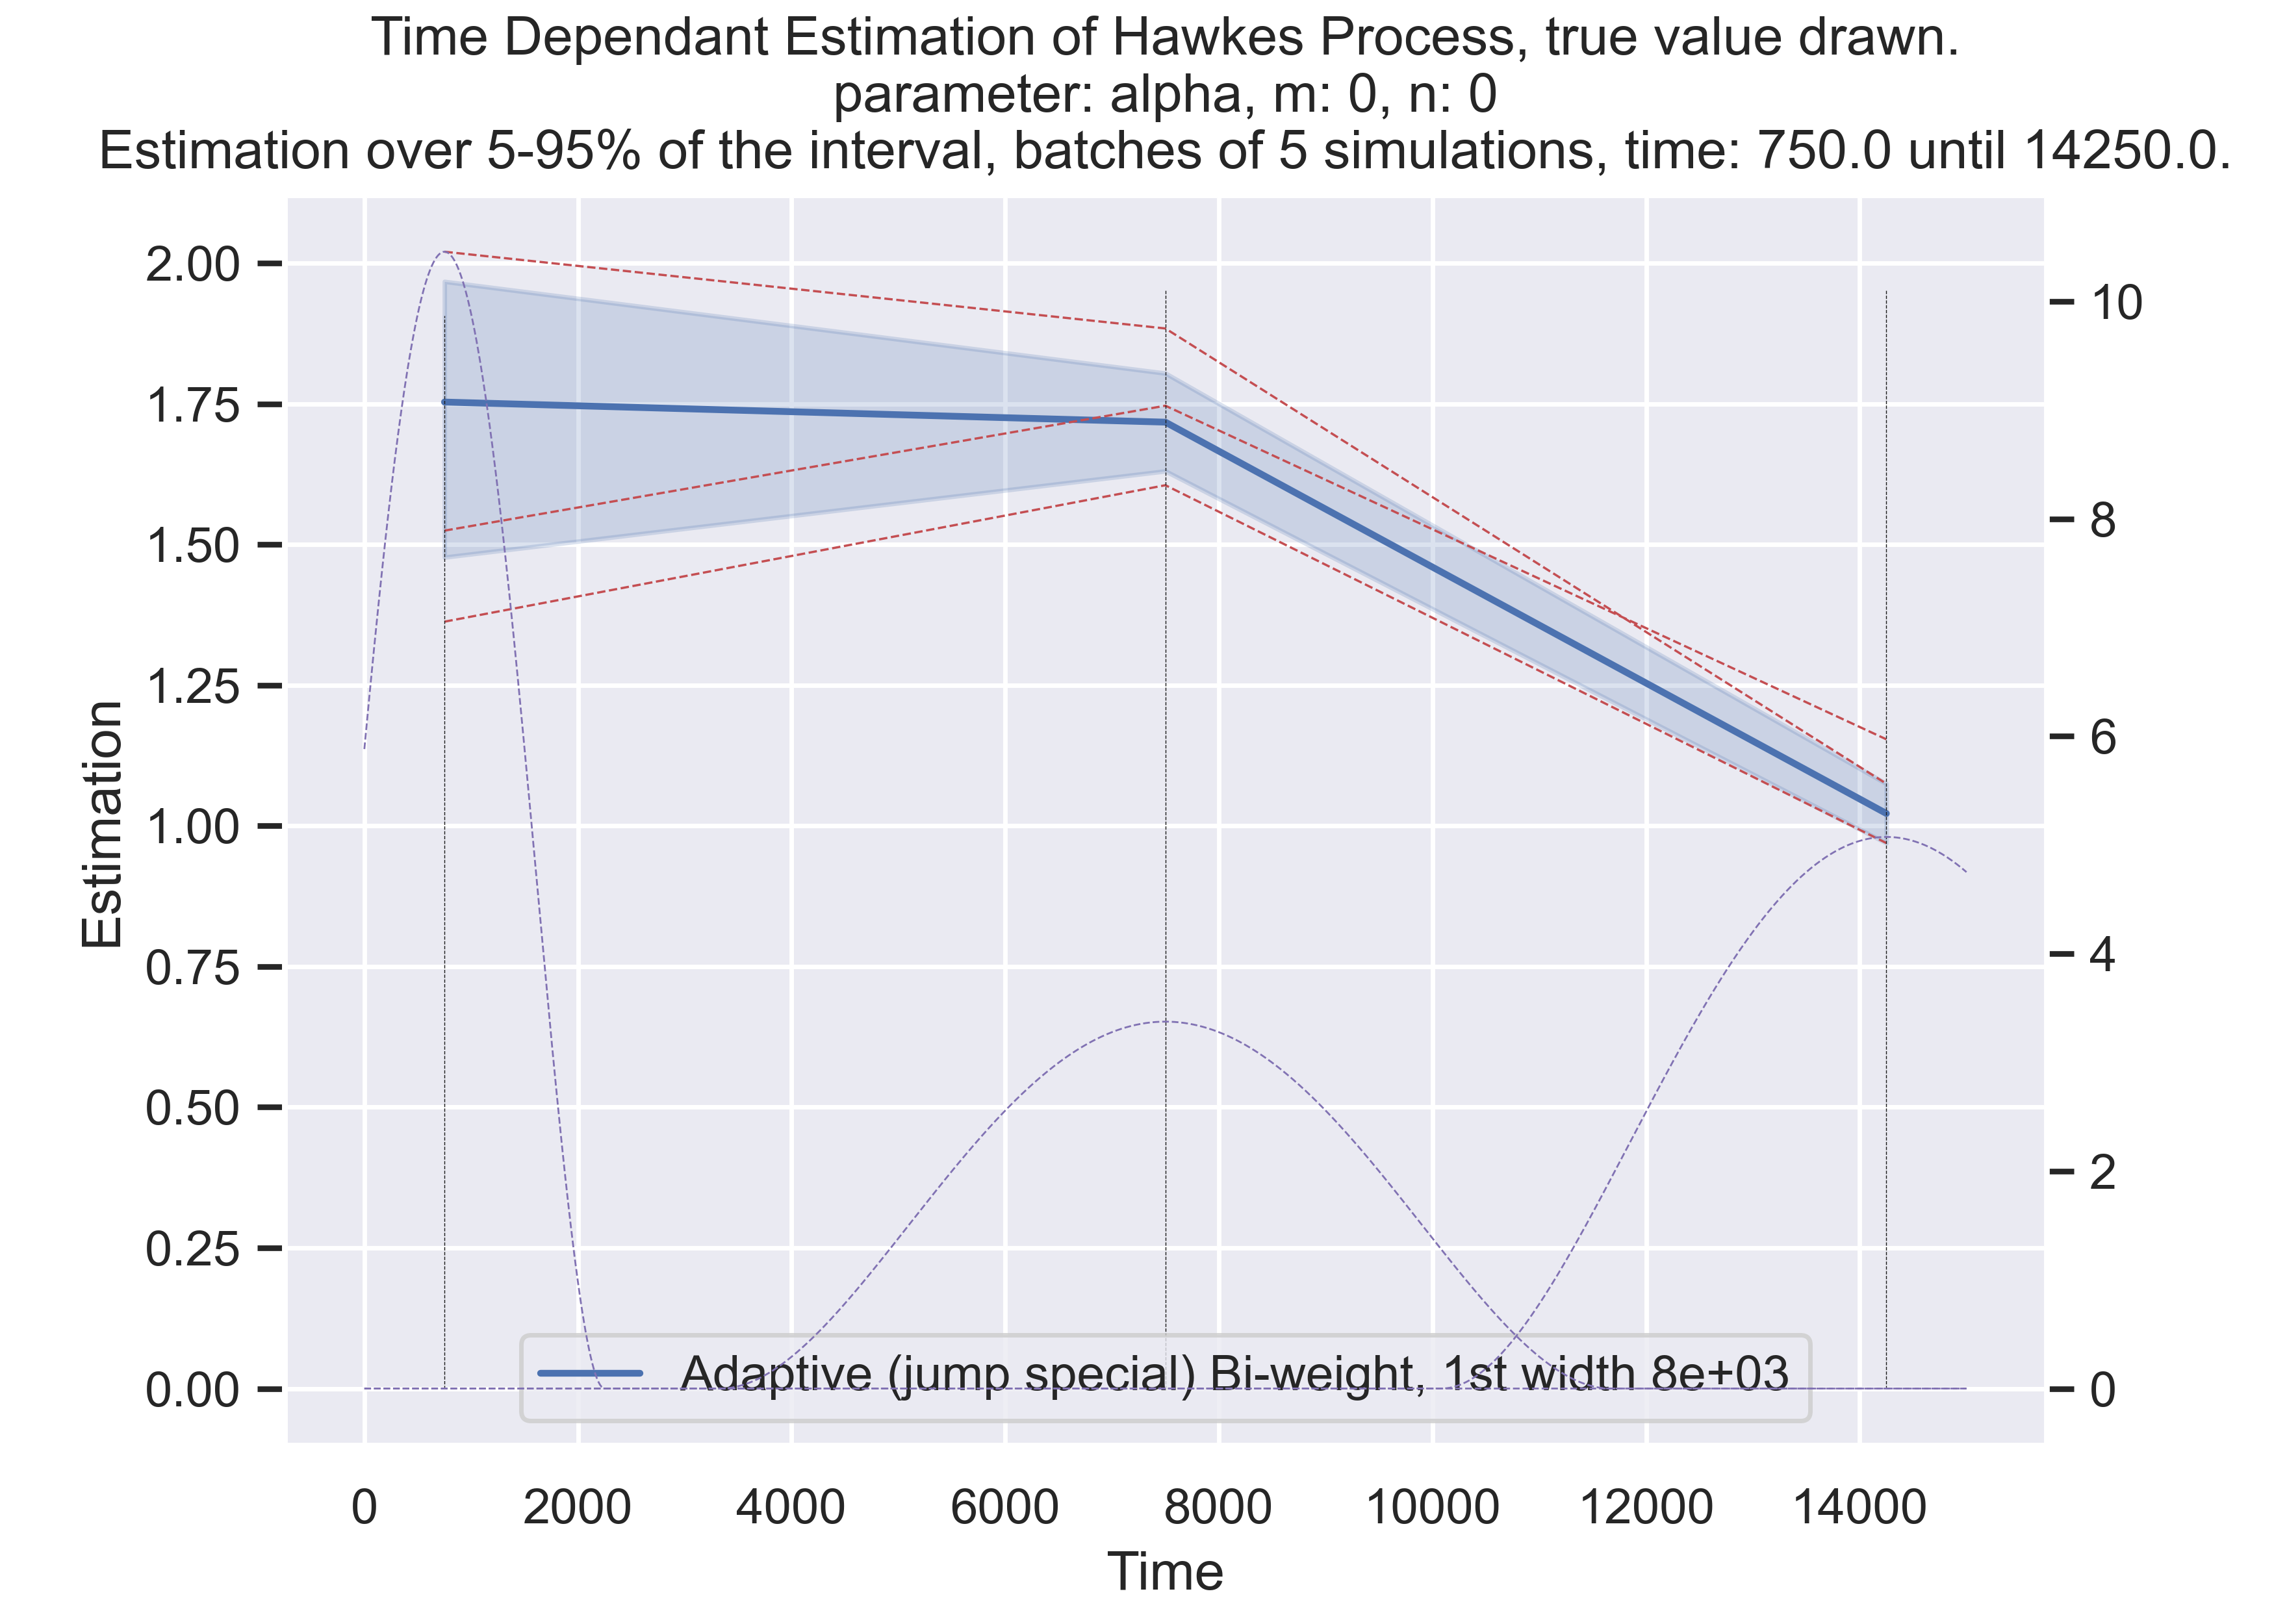 Time Dependant Estimation of Hawkes Process, true value drawn.
parameter: alpha, m: 0, n: 0
Estimation over 5-95% of the interval, batches of 5 simulations, time: 750.0 until 14250.0.
2.00
1.75
1.50
1.25
1.00
0.75
0.50
0.25
0.00
Estimation
10
8
6
4
2
0
Adaptive (jump special) Bi-weight, 1st width 8e+03
0 2000 4000 6000 8000 10000 12000 14000
Time